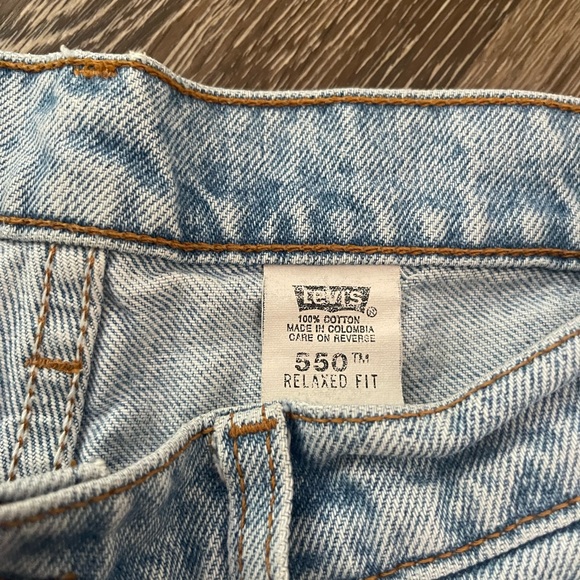 Levi's ®
100% COTTON
MADE IN COLOMBIA
CARE ON REVERSE
550™
RELAXED FIT